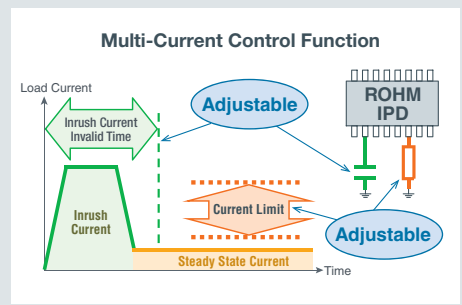 Multi-Current Control Function
Load Current
Inrush Current
Invalid Time
Adjustable
ROHM
IPD
Inrush
Current
Current Limit
Adjustable
Steady State Current
Time